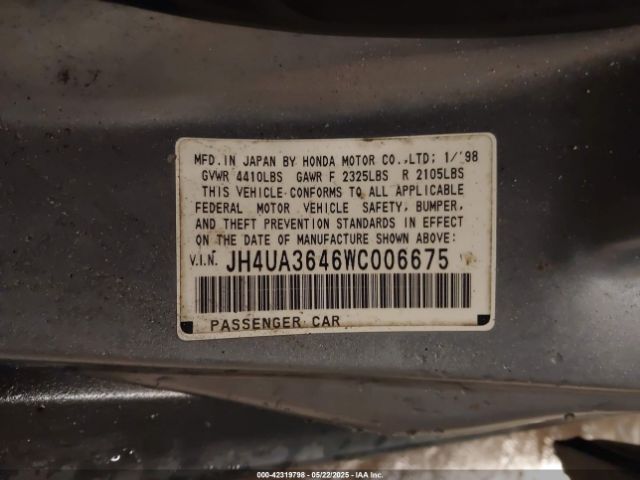 MFD.IN JAPAN BY HONDA MOTOR CO.,LTD; 1/'98
GVWR 4410LBS GAWR F 2325LBS R 2105LBS
THIS VEHICLE CONFORMS TO ALL APPLICABLE
FEDERAL MOTOR VEHICLE SAFETY, BUMPER,
AND THEFT PREVENTION STANDARDS IN EFFECT
ON THE DATE OF MANUFACTURE SHOWN ABOVE:
V.I.N. JH4UA3646WC006675
PASSENGER CAR
000-42319798 - 05/22/2025 - IAA Inc.